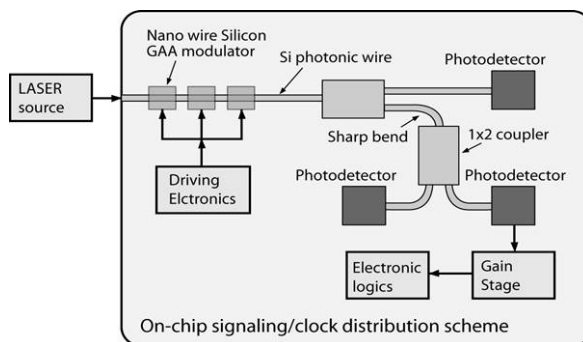 Nano wire Silicon
GAA modulator
Si photonic wire
Photodetector
LASER
source
Sharp bend
1x2 coupler
Driving
Elctronics
Photodetector
Photodetector
Electronic
logics
Gain
Stage
On-chip signaling/clock distribution scheme